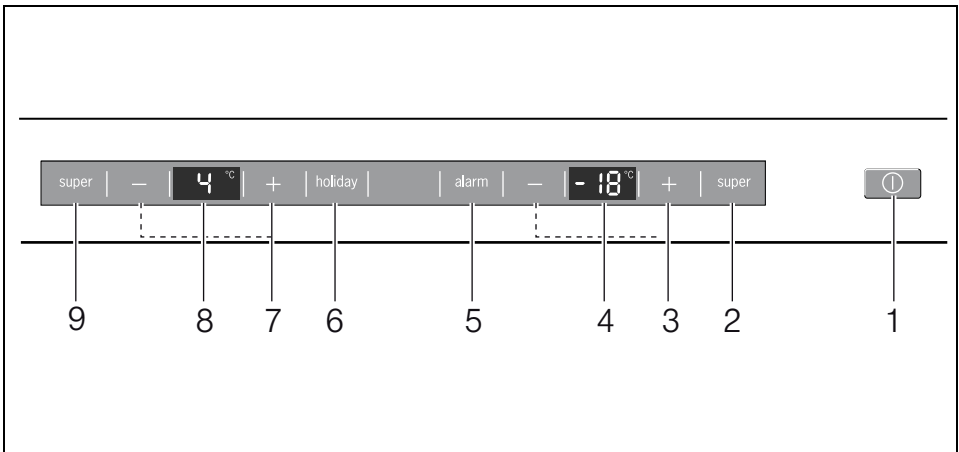 super | − | 4 °C | + | holiday | | alarm | − | -18 °C | + | super
9 8 7 6 5 4 3 2 1